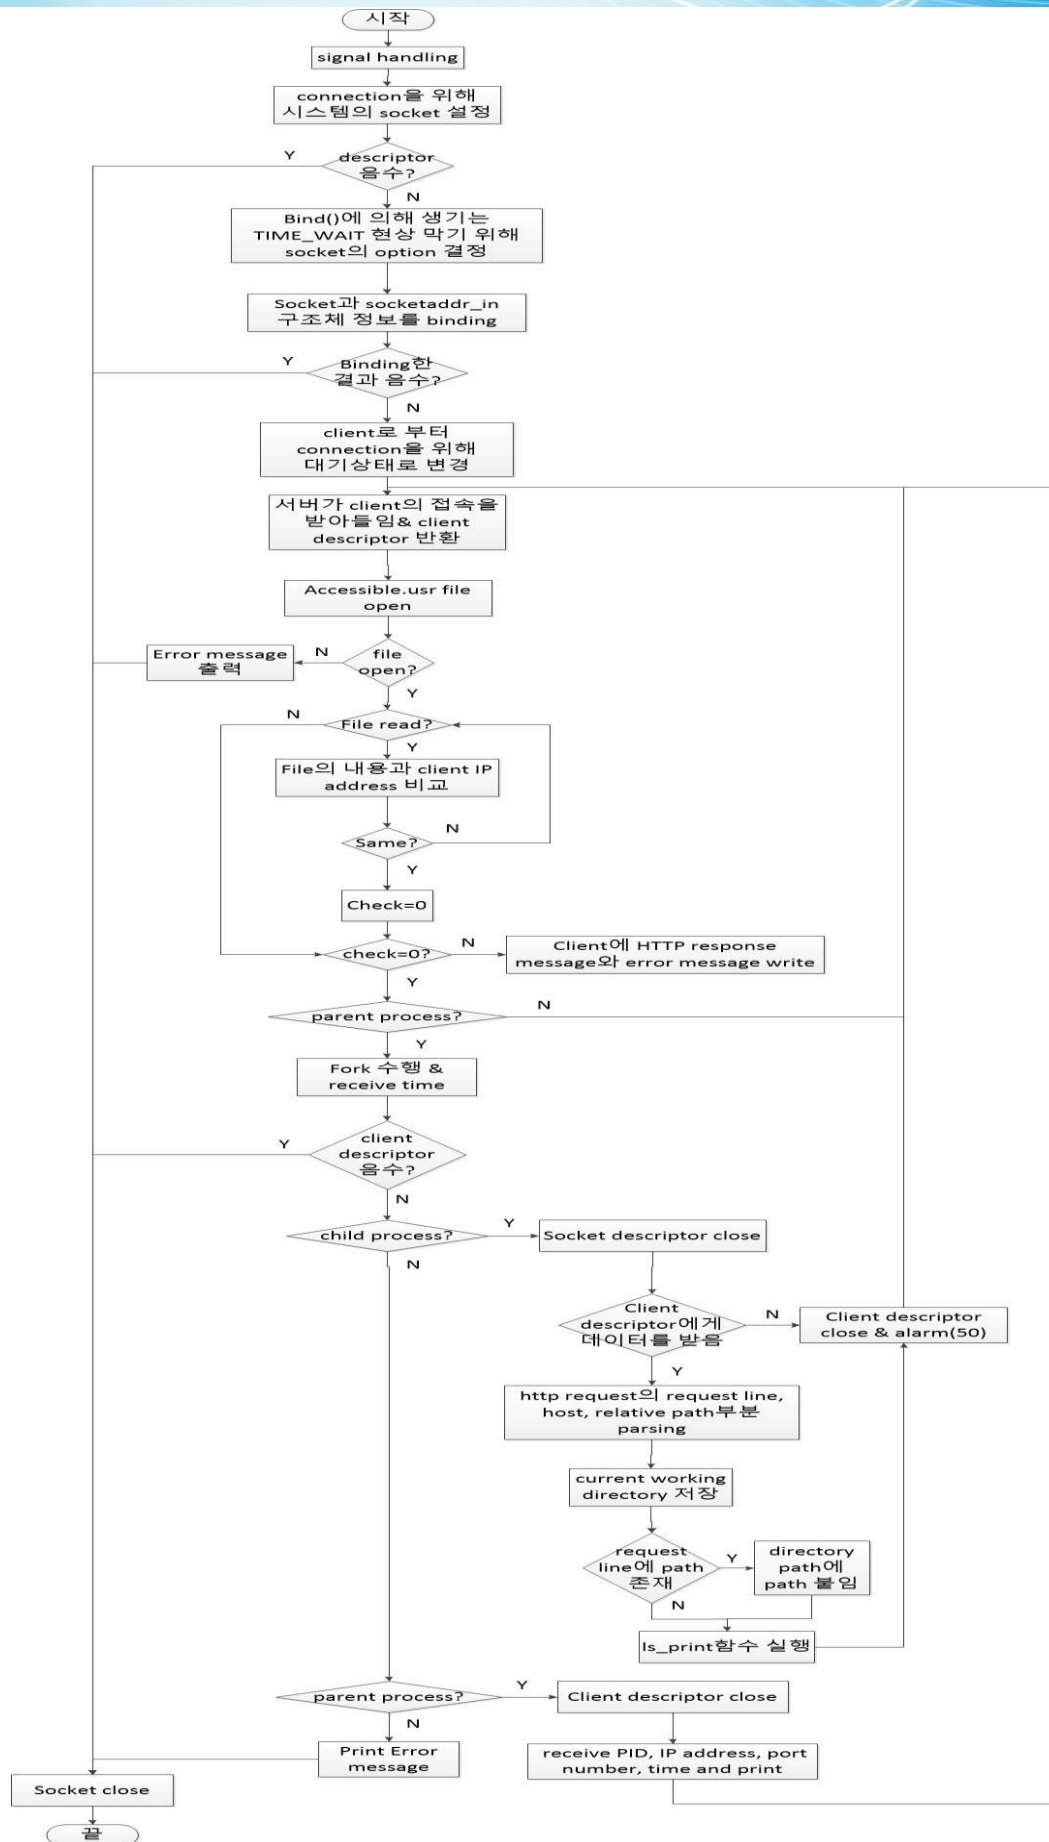 시작
signal handling
connection을 위해
시스템의 socket 설정
Y
descriptor
음수?
N
Bind()에 의해 생기는
TIME_WAIT 현상 막기 위해
socket의 option 결정
Socket과 socketaddr_in
구조체 정보를 binding
Y
Binding한
결과 음수?
N
client로 부터
connection을 위해
대기상태로 변경
서버가 client의 접속을
받아들임& client
descriptor 반환
Accessible.usr file
open
Error message
출력
N
file
open?
Y
N
File read?
Y
File의 내용과 client IP
address 비교
Same?
N
Y
Check=0
check=0?
N
Client에 HTTP response
message와 error message write
Y
parent process?
N
Y
Fork 수행 &
receive time
Y
client
descriptor
음수?
N
child process?
Y
Socket descriptor close
N
Client
descriptor에게
데이터를 받음
N
Client descriptor
close & alarm(50)
Y
http request의 request line,
host, relative path부분
parsing
current working
directory 저장
request
line에 path
존재
Y
directory
path에
path 붙임
N
ls_print함수 실행
parent process?
Y
Client descriptor close
N
Print Error
message
receive PID, IP address, port
number, time and print
Socket close
끝